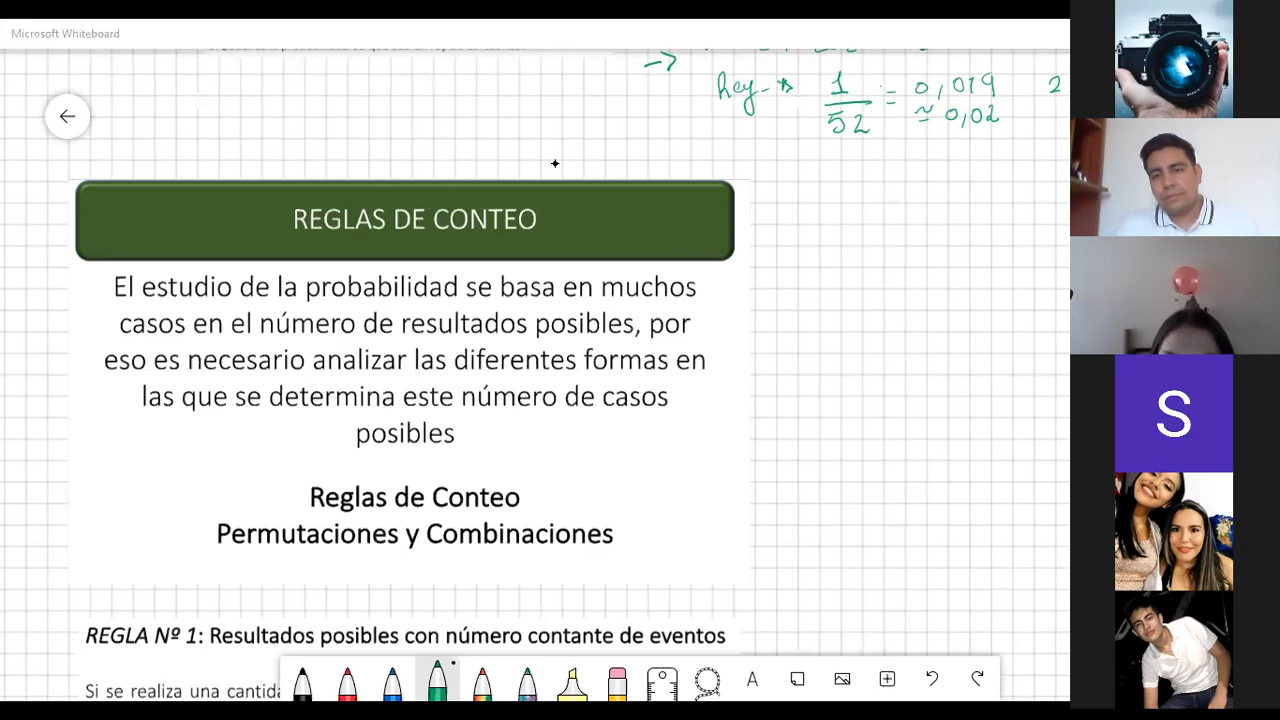 Microsoft Whiteboard
1
Rey 52 = 0,019 2
≃ 0,02
REGLAS DE CONTEO
El estudio de la probabilidad se basa en muchos
casos en el número de resultados posibles, por
eso es necesario analizar las diferentes formas en
las que se determina este número de casos
posibles
Reglas de Conteo
Permutaciones y Combinaciones
REGLA Nº 1: Resultados posibles con número contante de eventos
Si se realiza una cantida
A
S